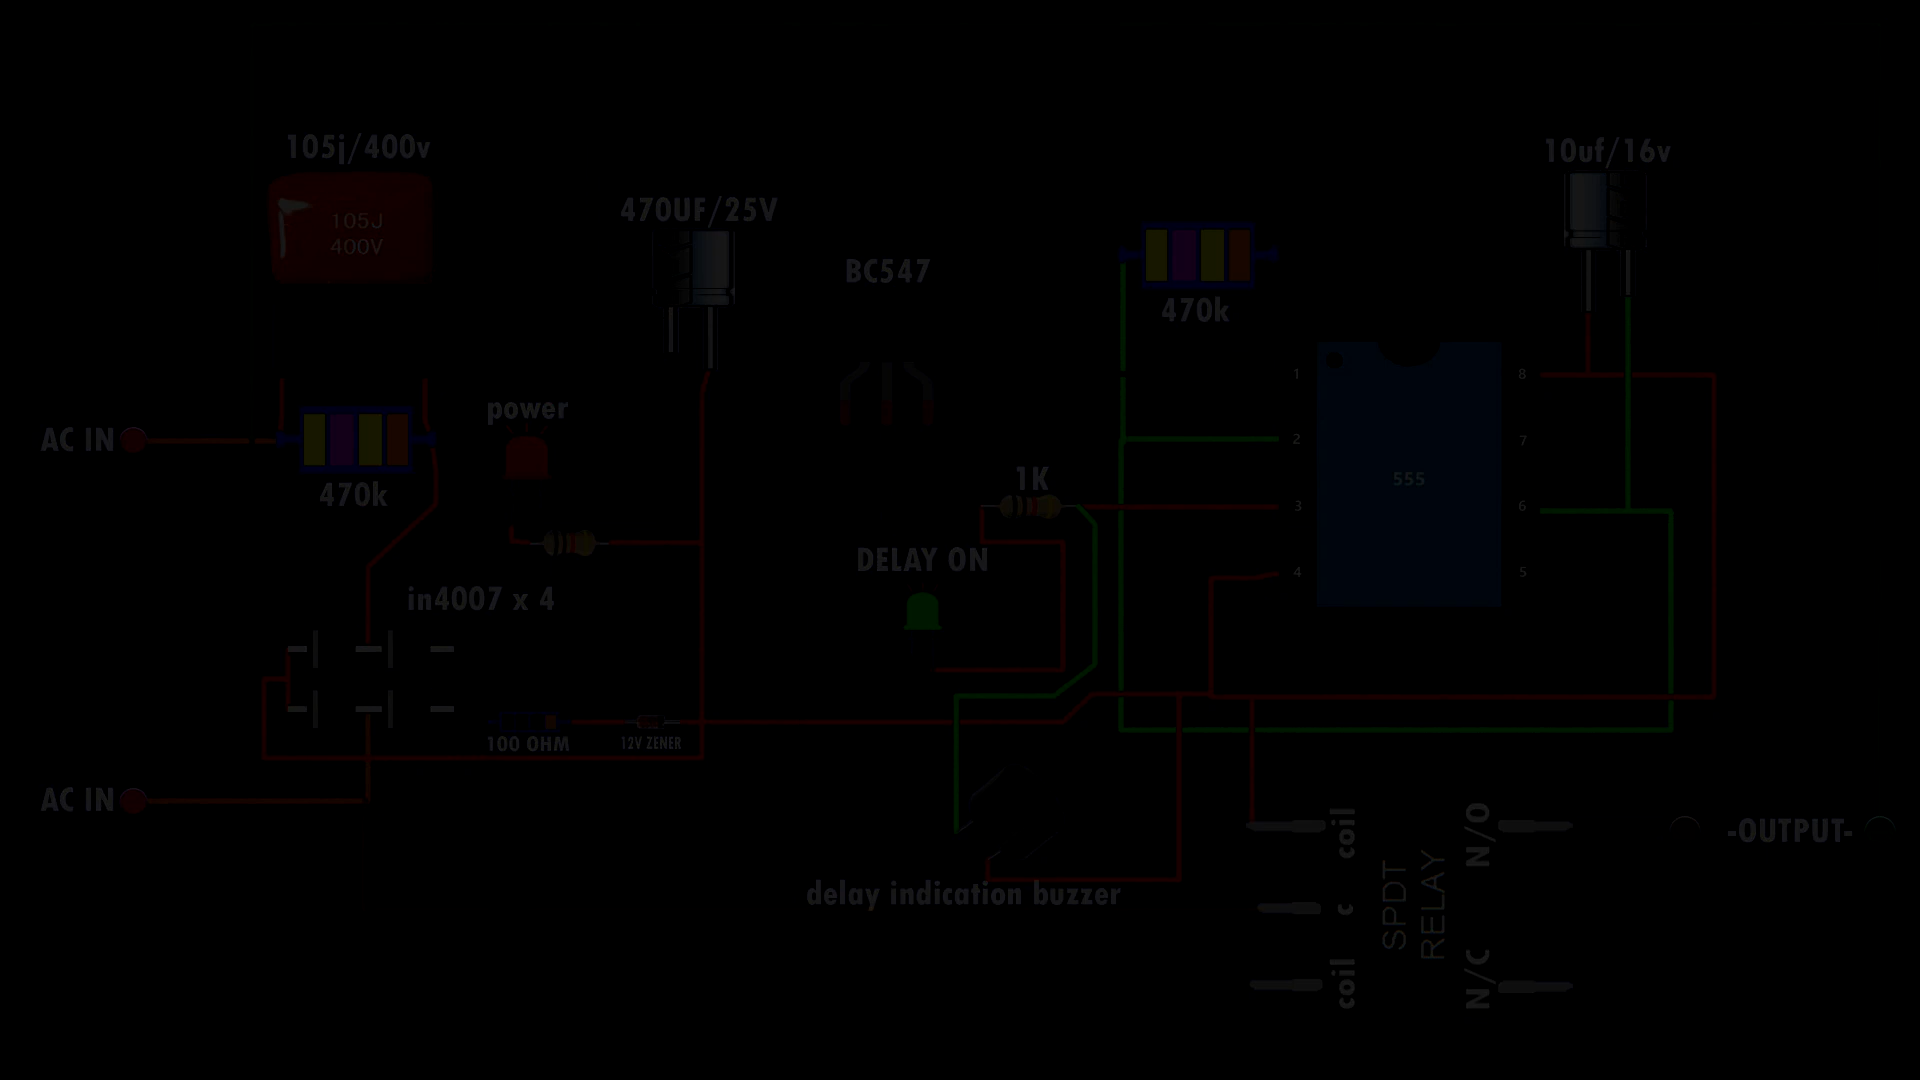 105j/400v
10uf/16v
105J
400V
470UF/25V
BC547
470k
1
8
power
AC IN
2
7
555
1K
470k
3
6
DELAY ON
4
5
in4007 x 4
100 OHM
12V ZENER
AC IN
coil
N/O
-OUTPUT-
delay indication buzzer
c
SPDT
RELAY
coil
N/C